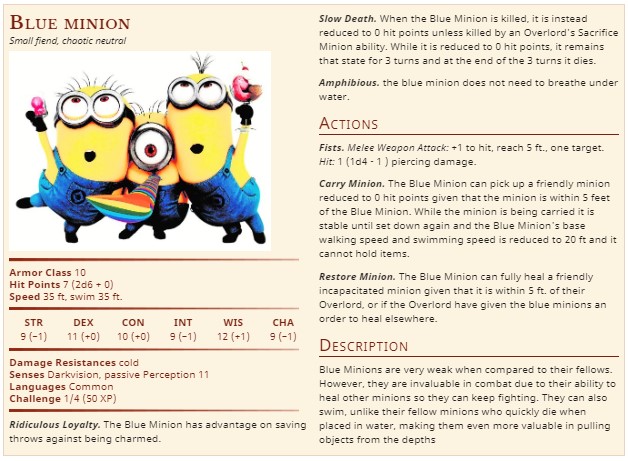 Blue minion
Small fiend, chaotic neutral
Armor Class 10
Hit Points 7 (2d6 + 0)
Speed 35 ft, swim 35 ft.
STR DEX CON INT WIS CHA
9 (−1) 11 (+0) 10 (+0) 9 (−1) 12 (+1) 9 (−1)
Damage Resistances cold
Senses Darkvision, passive Perception 11
Languages Common
Challenge 1/4 (50 XP)
Ridiculous Loyalty. The Blue Minion has advantage on saving
throws against being charmed.
Slow Death. When the Blue Minion is killed, it is instead
reduced to 0 hit points unless killed by an Overlord's Sacrifice
Minion ability. While it is reduced to 0 hit points, it remains
that state for 3 turns and at the end of the 3 turns it dies.
Amphibious. the blue minion does not need to breathe under
water.
Actions
Fists. Melee Weapon Attack: +1 to hit, reach 5 ft., one target.
Hit: 1 (1d4 - 1 ) piercing damage.
Carry Minion. The Blue Minion can pick up a friendly minion
reduced to 0 hit points given that the minion is within 5 feet
of the Blue Minion. While the minion is being carried it is
stable until set down again and the Blue Minion's base
walking speed and swimming speed is reduced to 20 ft and it
cannot hold items.
Restore Minion. The Blue Minion can fully heal a friendly
incapacitated minion given that it is within 5 ft. of their
Overlord, or if the Overlord have given the blue minions an
order to heal elsewhere.
Description
Blue Minions are very weak when compared to their fellows.
However, they are invaluable in combat due to their ability to
heal other minions so they can keep fighting. They can also
swim, unlike their fellow minions who quickly die when
placed in water, making them even more valuable in pulling
objects from the depths